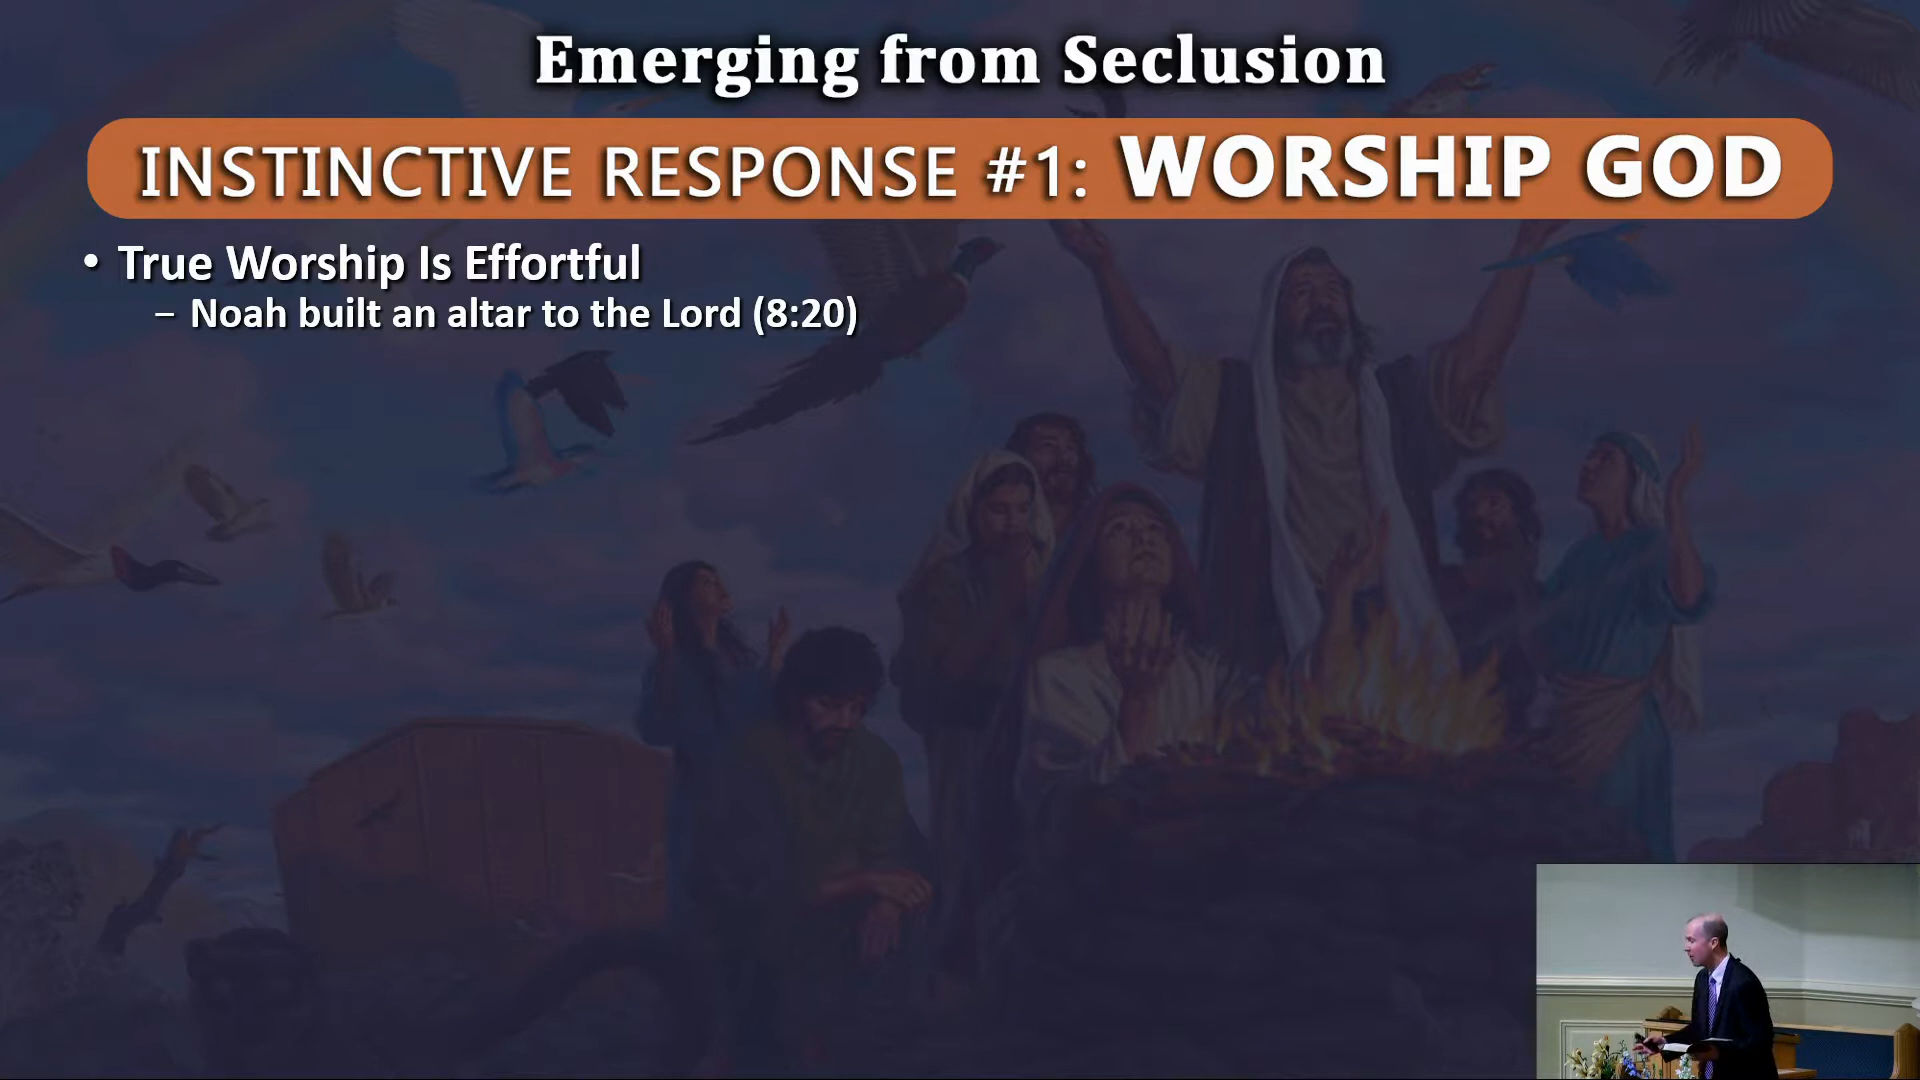 Emerging from Seclusion
INSTINCTIVE RESPONSE #1: WORSHIP GOD
• True Worship Is Effortful
– Noah built an altar to the Lord (8:20)